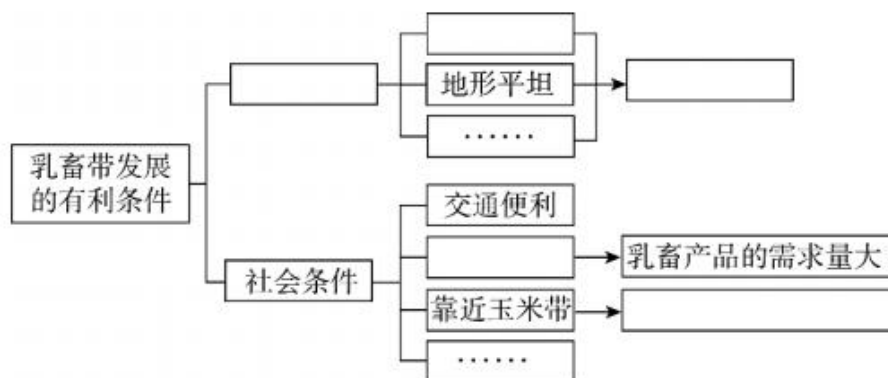 地形平坦
……
乳畜带发展
的有利条件
交通便利
乳畜产品的需求量大
社会条件
靠近玉米带
……